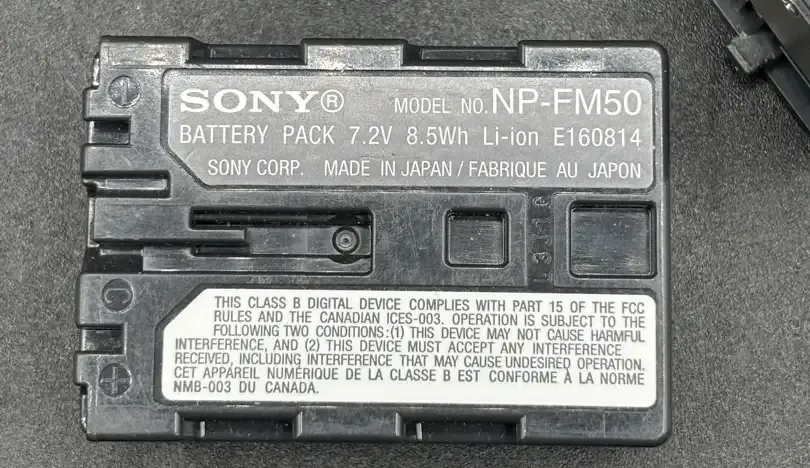 SONY® MODEL NO. NP-FM50
BATTERY PACK 7.2V 8.5Wh Li-ion E160814
SONY CORP. MADE IN JAPAN / FABRIQUE AU JAPON
C
THIS CLASS B DIGITAL DEVICE COMPLIES WITH PART 15 OF THE FCC
RULES AND THE CANADIAN ICES-003. OPERATION IS SUBJECT TO THE
FOLLOWING TWO CONDITIONS:(1) THIS DEVICE MAY NOT CAUSE HARMFUL
INTERFERENCE, AND (2) THIS DEVICE MUST ACCEPT ANY INTERFERENCE
RECEIVED, INCLUDING INTERFERENCE THAT MAY CAUSE UNDESIRED OPERATION.
CET APPAREIL NUMÉRIQUE DE LA CLASSE B EST CONFORME À LA NORME
NMB-003 DU CANADA.
+